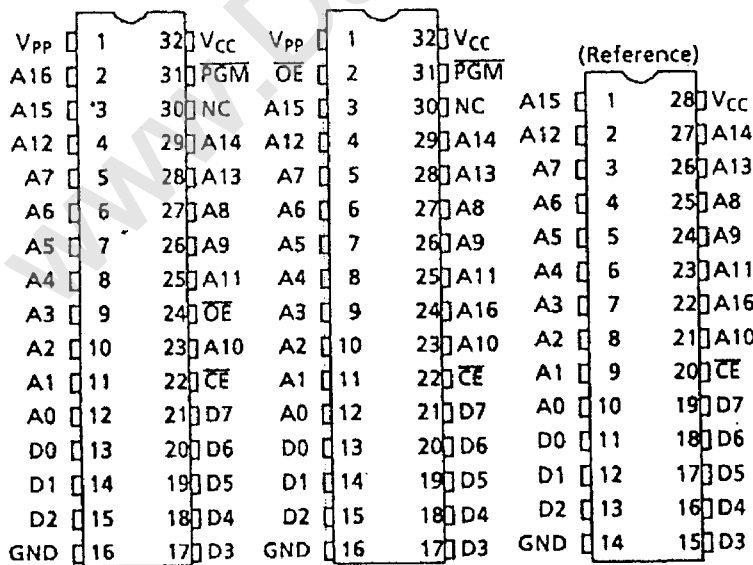 VPP 1 32 VCC
A16 2 31 P̅G̅M̅
A15 3 30 NC
A12 4 29 A14
A7 5 28 A13
A6 6 27 A8
A5 7 26 A9
A4 8 25 A11
A3 9 24 O̅E̅
A2 10 23 A10
A1 11 22 C̅E̅
A0 12 21 D7
D0 13 20 D6
D1 14 19 D5
D2 15 18 D4
GND 16 17 D3
VPP 1 32 VCC
O̅E̅ 2 31 P̅G̅M̅
A15 3 30 NC
A12 4 29 A14
A7 5 28 A13
A6 6 27 A8
A5 7 26 A9
A4 8 25 A11
A3 9 24 A16
A2 10 23 A10
A1 11 22 C̅E̅
A0 12 21 D7
D0 13 20 D6
D1 14 19 D5
D2 15 18 D4
GND 16 17 D3
(Reference)
A15 1 28 VCC
A12 2 27 A14
A7 3 26 A13
A6 4 25 A8
A5 5 24 A9
A4 6 23 A11
A3 7 22 A16
A2 8 21 A10
A1 9 20 C̅E̅
A0 10 19 D7
D0 11 18 D6
D1 12 17 D5
D2 13 16 D4
GND 14 15 D3
www.D